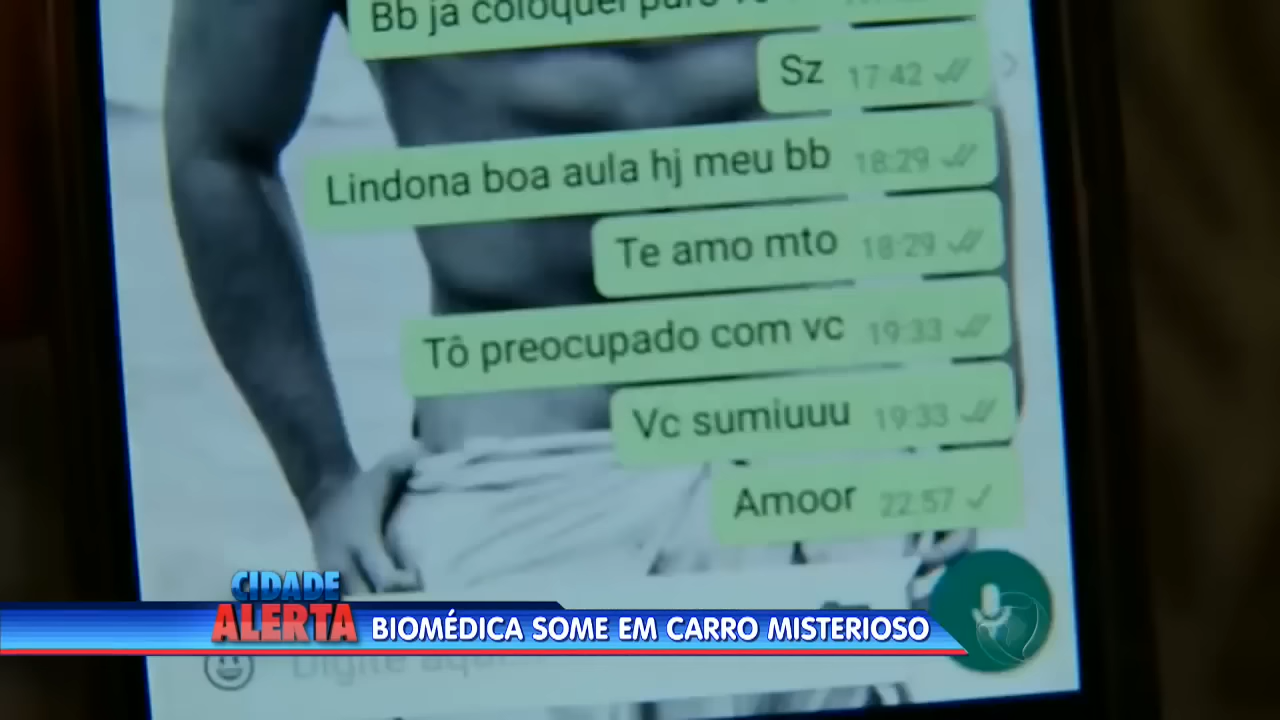 Bb ja coloquei
Sz 17:42
Lindona boa aula hj meu bb 18:29
Te amo mto 18:29
Tô preocupado com vc 19:33
Vc sumiuuu 19:33
Amoor 22:57
CIDADE
ALERTA
BIOMÉDICA SOME EM CARRO MISTERIOSO
Digite